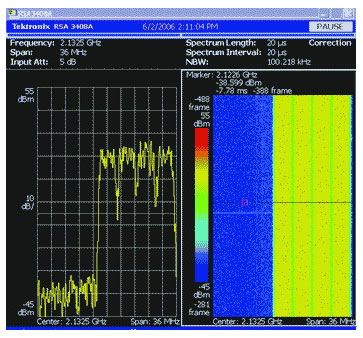 RSA3408A
Tektronix RSA 3408A 6/2/2006 2:11:04 PM PAUSE
Frequency: 2.1325 GHz Spectrum Length: 20 µs Correction
Span: 36 MHz Spectrum Interval: 20 µs
Input Att: 5 dB NBW: 100.218 kHz
Marker: 2.1226 GHz
-38.599 dBm
-7.78 ms -388 frame
55
dBm
10
dB/
-45
dBm
Center: 2.1325 GHz Span: 36 MHz
-488
frame
55
dBm
-45
dBm
-281
frame
Center: 2.1325 GHz Span: 36 MHz